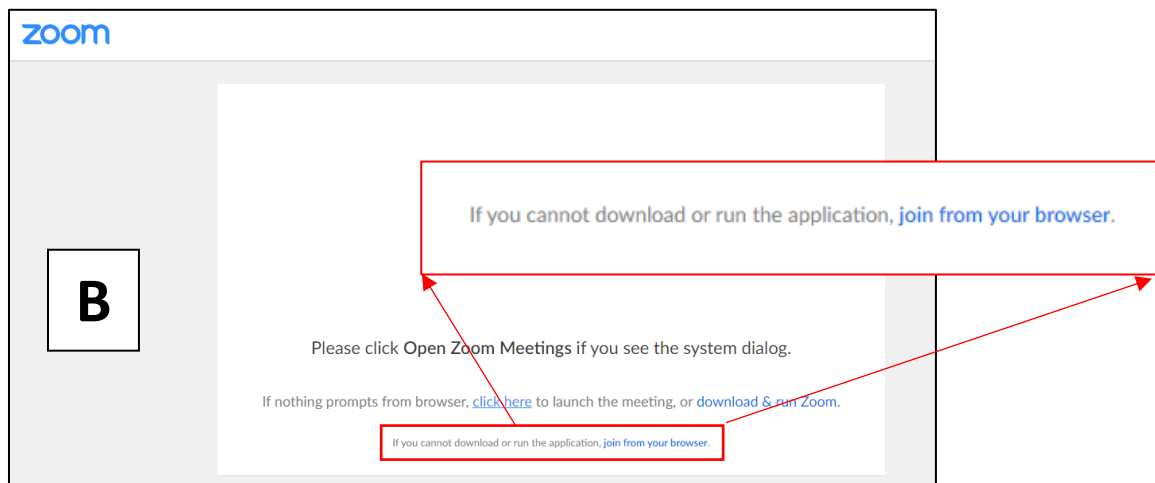 zoom
If you cannot download or run the application, join from your browser.
B
Please click Open Zoom Meetings if you see the system dialog.
If nothing prompts from browser, click here to launch the meeting, or download & run Zoom.
If you cannot download or run the application, join from your browser.